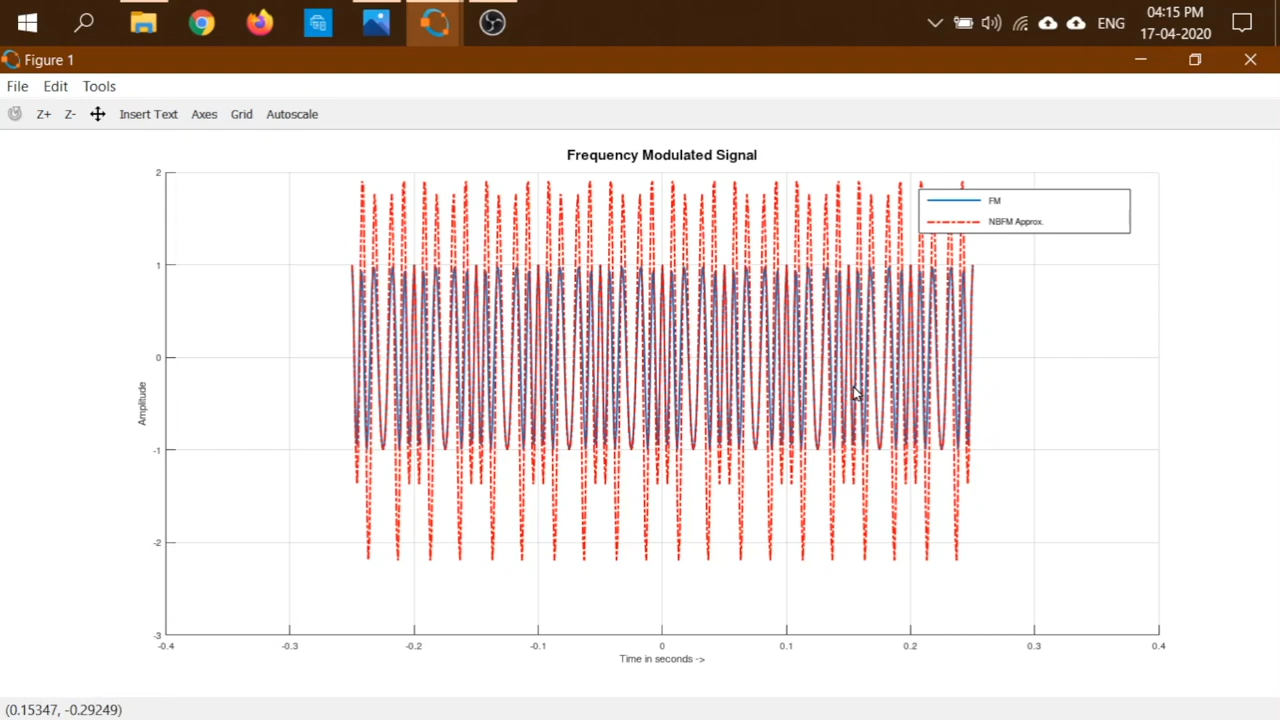 ENG
04:15 PM
17-04-2020
Figure 1
File Edit Tools
Z+ Z- Insert Text Axes Grid Autoscale
Frequency Modulated Signal
FM
NBFM Approx.
2
1
0
-1
-2
-3
Amplitude
-0.4 -0.3 -0.2 -0.1 0 0.1 0.2 0.3 0.4
Time in seconds ->
(0.15347, -0.29249)